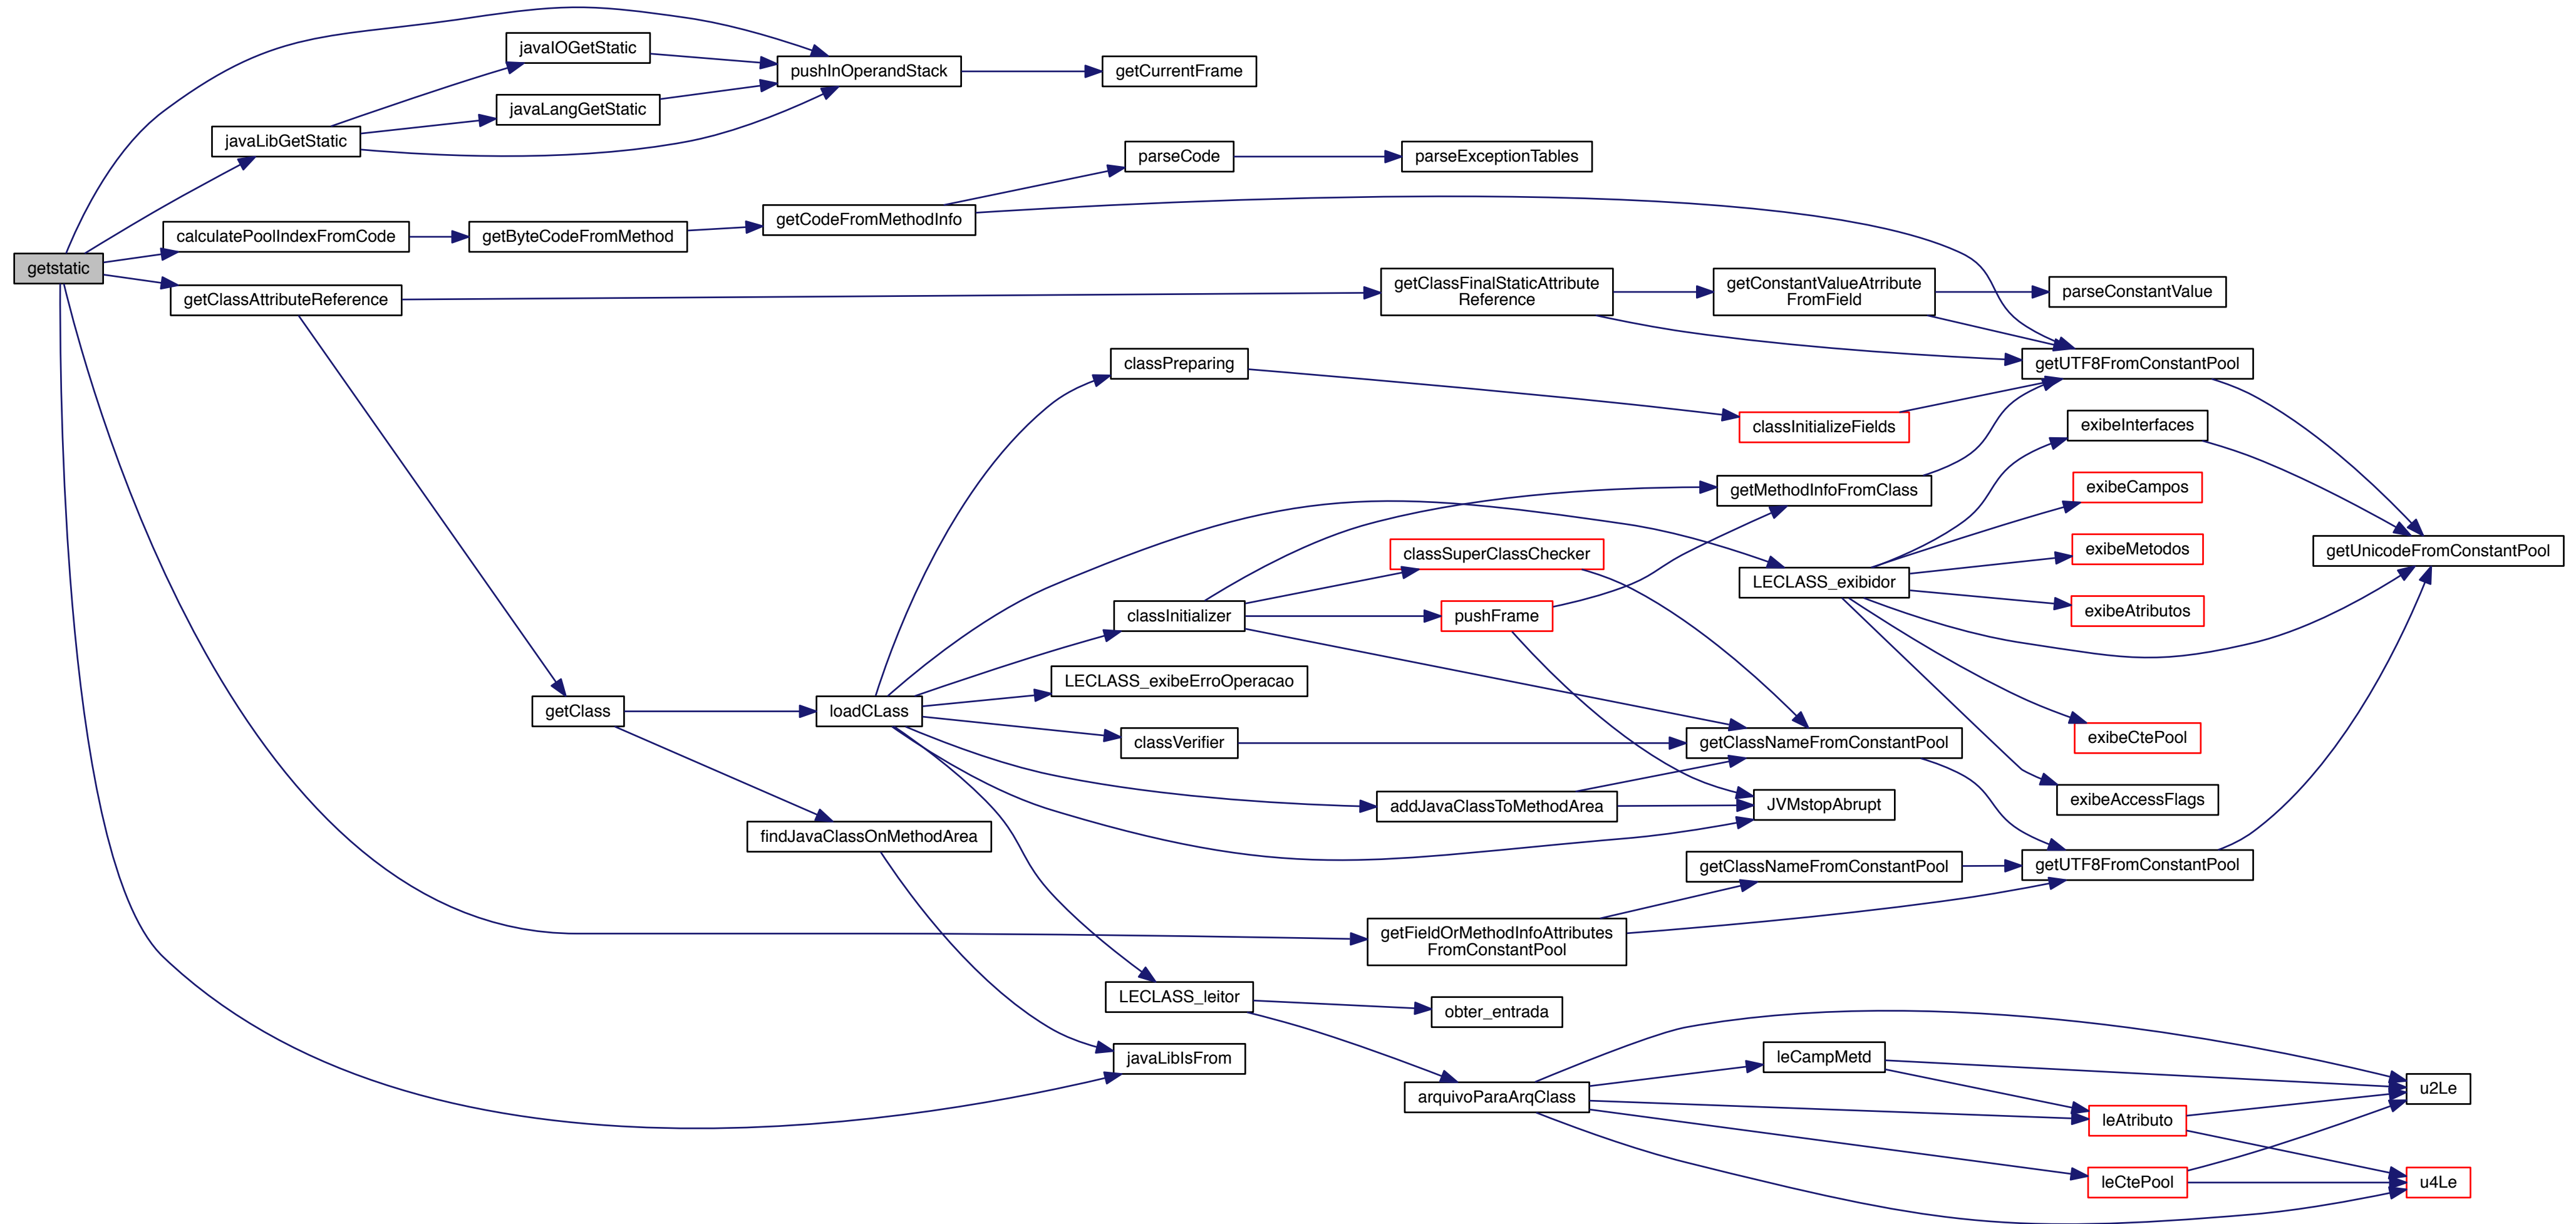 getstatic
javaIOGetStatic
javaLangGetStatic
javaLibGetStatic
pushInOperandStack
getCurrentFrame
parseCode
parseExceptionTables
calculatePoolIndexFromCode
getByteCodeFromMethod
getCodeFromMethodInfo
getClassAttributeReference
getClassFinalStaticAttribute
Reference
getConstantValueAtrribute
FromField
parseConstantValue
getUTF8FromConstantPool
classPreparing
classInitializeFields
exibeInterfaces
exibeCampos
getMethodInfoFromClass
exibeMetodos
getUnicodeFromConstantPool
classSuperClassChecker
LECLASS_exibidor
exibeAtributos
classInitializer
pushFrame
LECLASS_exibeErroOperacao
getClass
loadCLass
classVerifier
getClassNameFromConstantPool
exibeCtePool
addJavaClassToMethodArea
JVMstopAbrupt
exibeAccessFlags
findJavaClassOnMethodArea
getClassNameFromConstantPool
getUTF8FromConstantPool
getFieldOrMethodInfoAttributes
FromConstantPool
LECLASS_leitor
obter_entrada
javaLibIsFrom
leCampMetd
arquivoParaArqClass
u2Le
leAtributo
leCtePool
u4Le